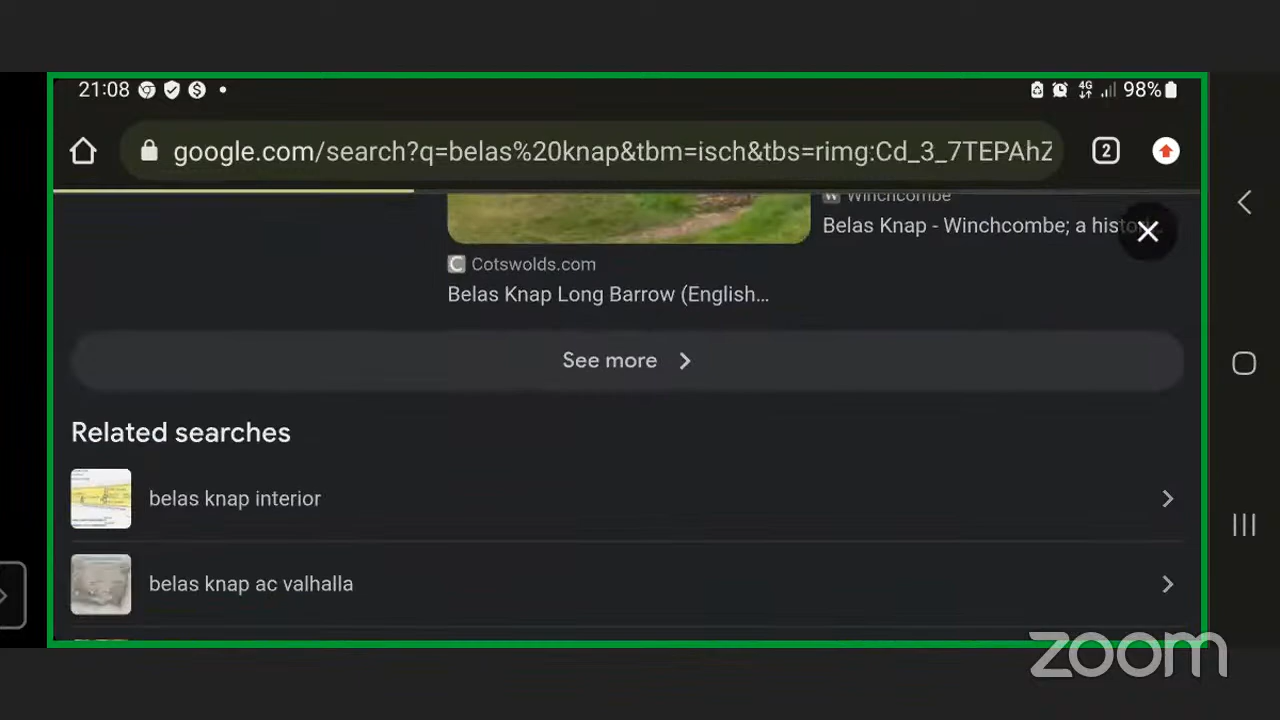 21:08
4G
98%
google.com/search?q=belas%20knap&tbm=isch&tbs=rimg:Cd_3_7TEPAhZ
2
Winchcombe
Belas Knap - Winchcombe; a histo
Cotswolds.com
Belas Knap Long Barrow (English...
See more
Related searches
belas knap interior
belas knap ac valhalla
zoom